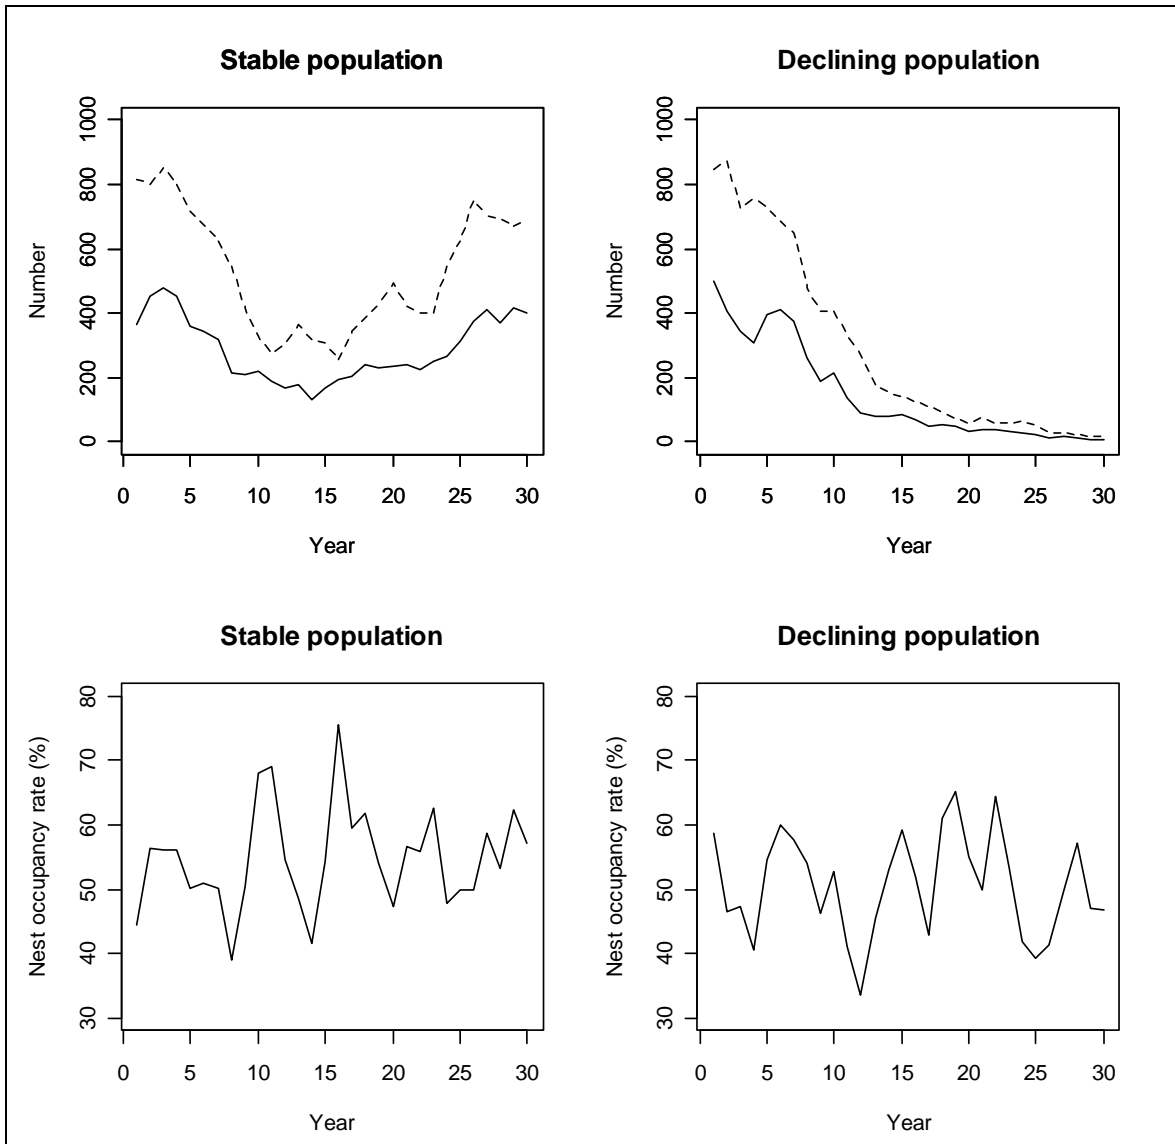 Stable population
Number
0
200
400
600
800
1000
0 5 10 15 20 25 30
Year
Declining population
Number
0
200
400
600
800
1000
0 5 10 15 20 25 30
Year
Stable population
Nest occupancy rate (%)
30
40
50
60
70
80
0 5 10 15 20 25 30
Year
Declining population
Nest occupancy rate (%)
30
40
50
60
70
80
0 5 10 15 20 25 30
Year